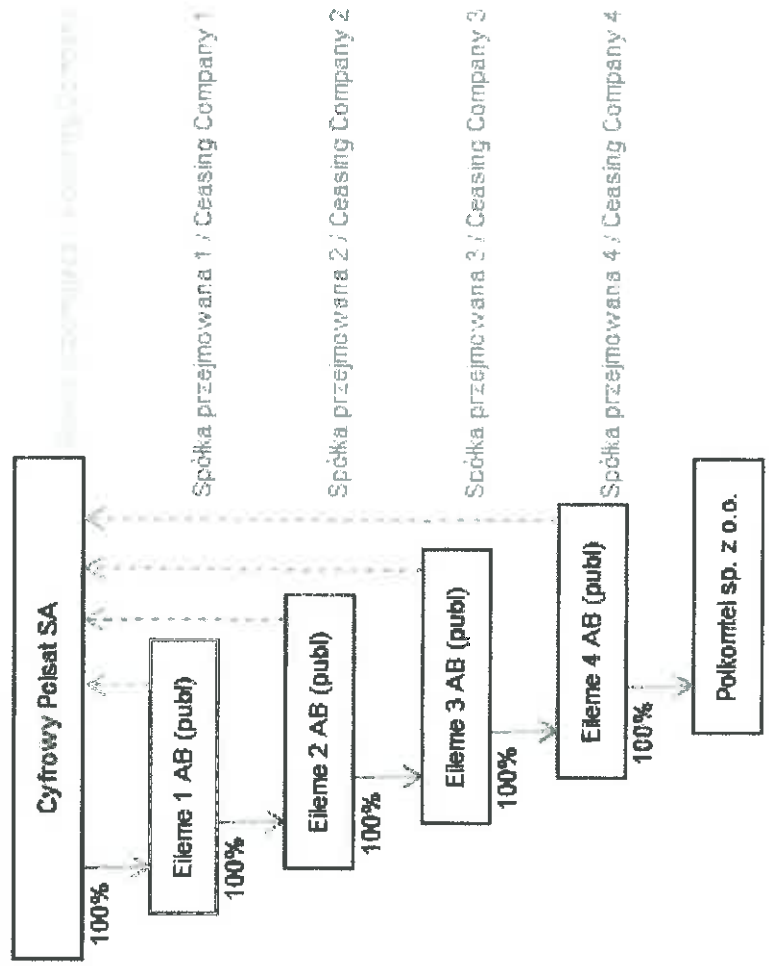 Cyfrowy Polsat SA
100%
Eileme 1 AB (publ)
Spółka przejmowana 1 / Ceasing Company 1
100%
Eileme 2 AB (publ)
Spółka przejmowana 2 / Ceasing Company 2
100%
Eileme 3 AB (publ)
Spółka przejmowana 3 / Ceasing Company 3
100%
Eileme 4 AB (publ)
Spółka przejmowana 4 / Ceasing Company 4
100%
Polkomtel sp. z o.o.